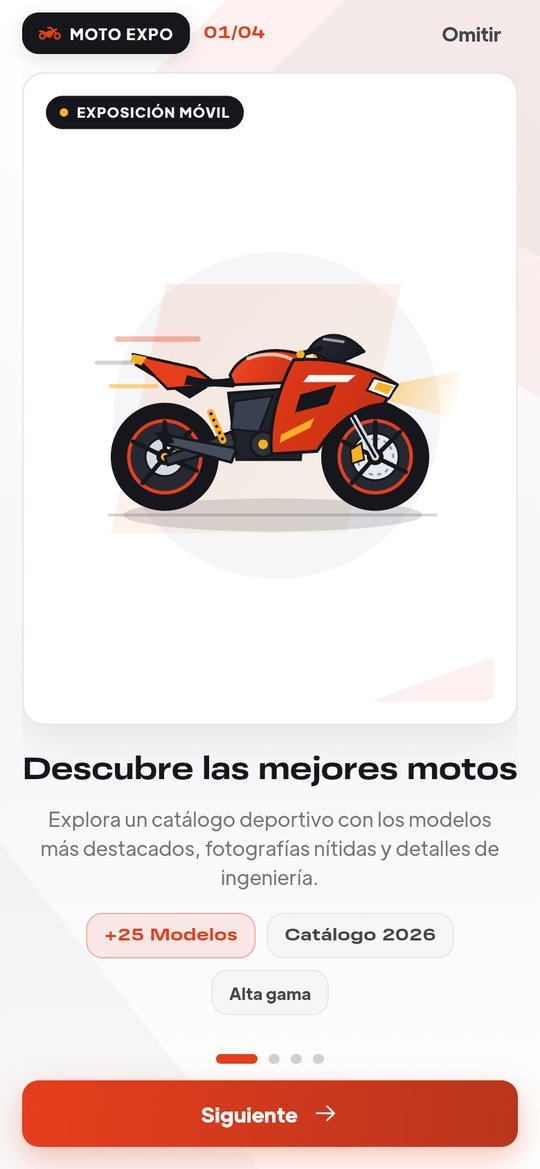 MOTO EXPO
01/04
Omitir
EXPOSICIÓN MÓVIL
Descubre las mejores motos
Explora un catálogo deportivo con los modelos
más destacados, fotografías nítidas y detalles de
ingeniería.
+25 Modelos
Catálogo 2026
Alta gama
Siguiente →